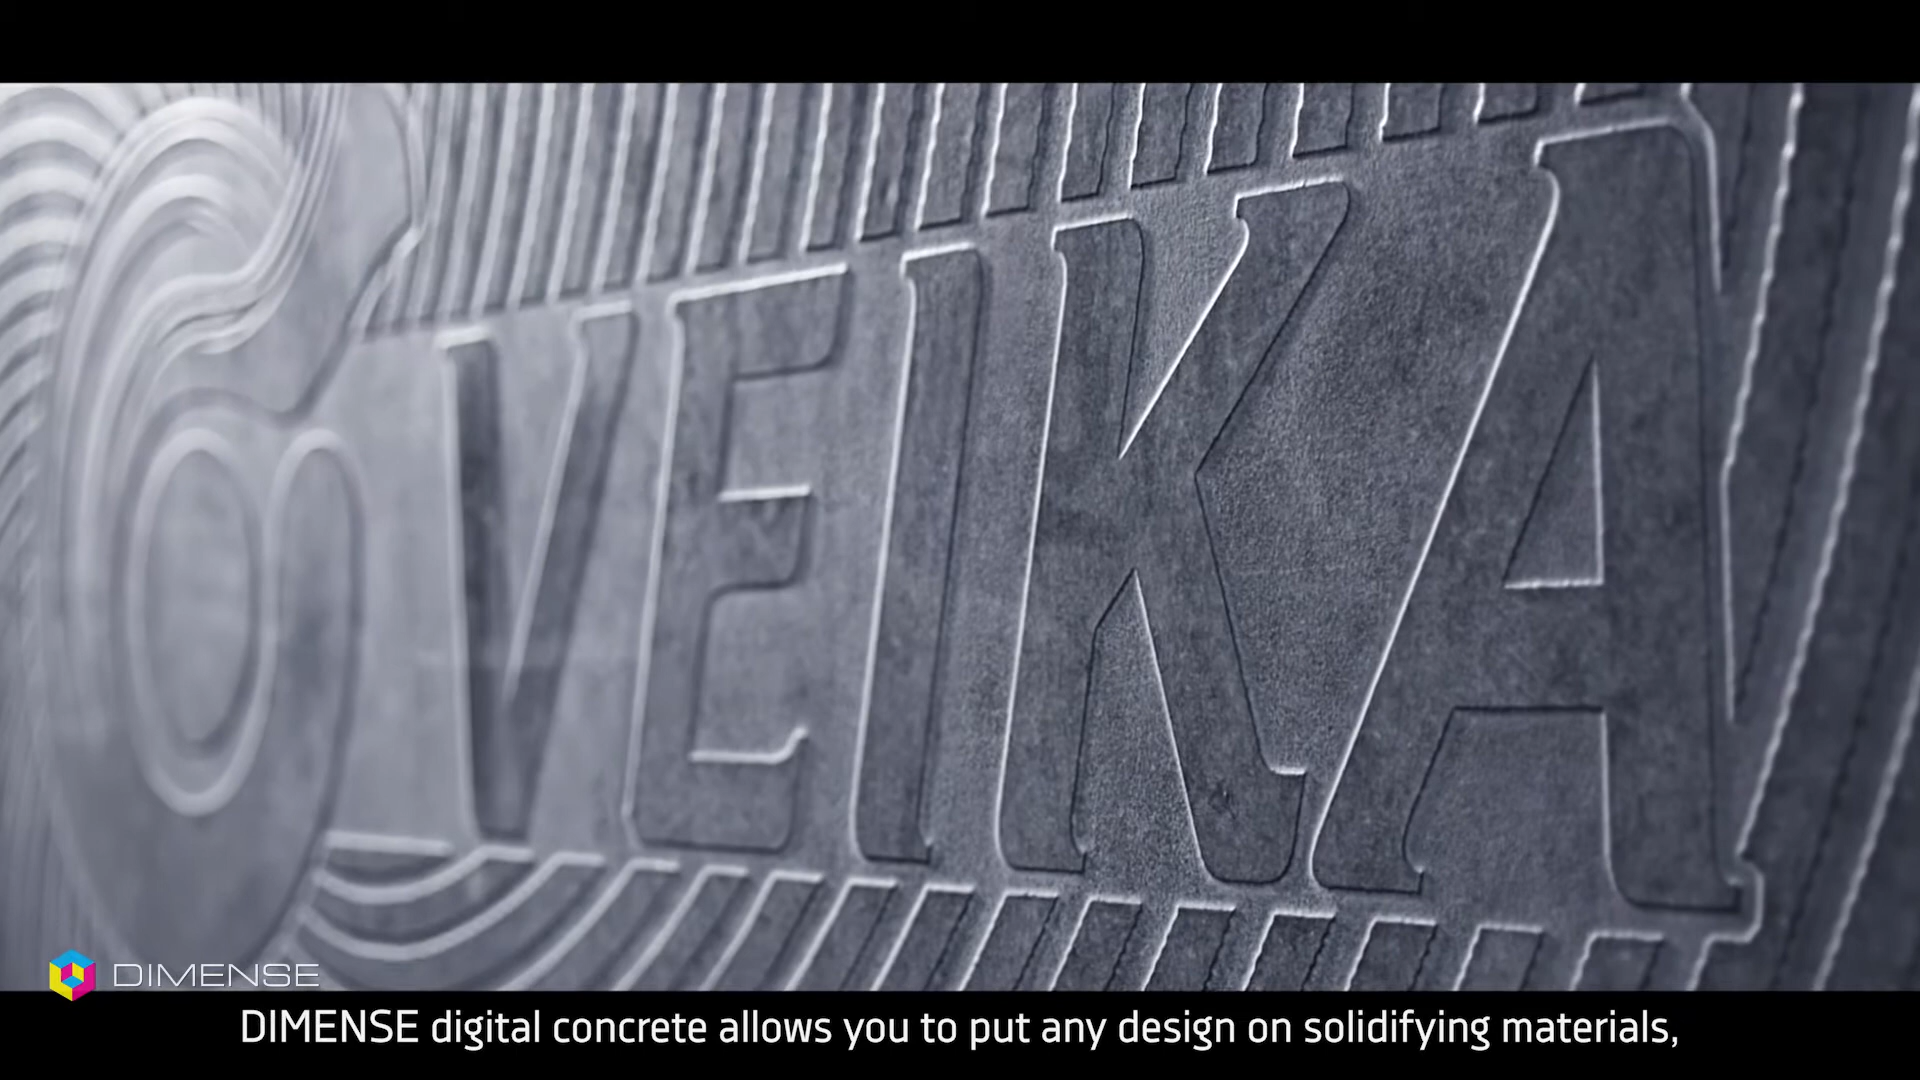 VEIKA
DIMENSE
DIMENSE digital concrete allows you to put any design on solidifying materials,